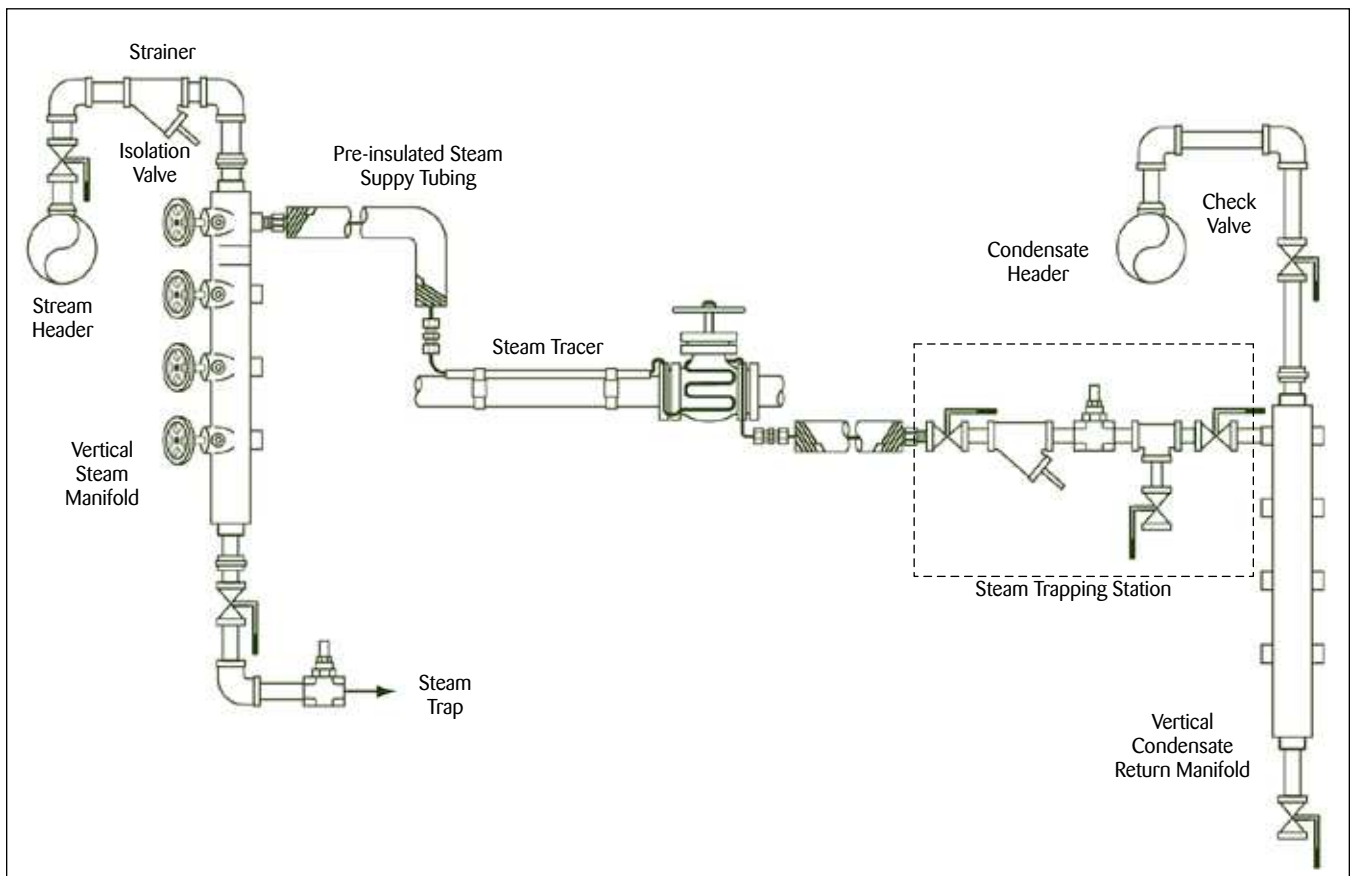 Strainer
Isolation
Valve
Pre-insulated Steam
Suppy Tubing
Stream
Header
Steam Tracer
Vertical
Steam
Manifold
Steam
Trap
Check
Valve
Condensate
Header
Steam Trapping Station
Vertical
Condensate
Return Manifold